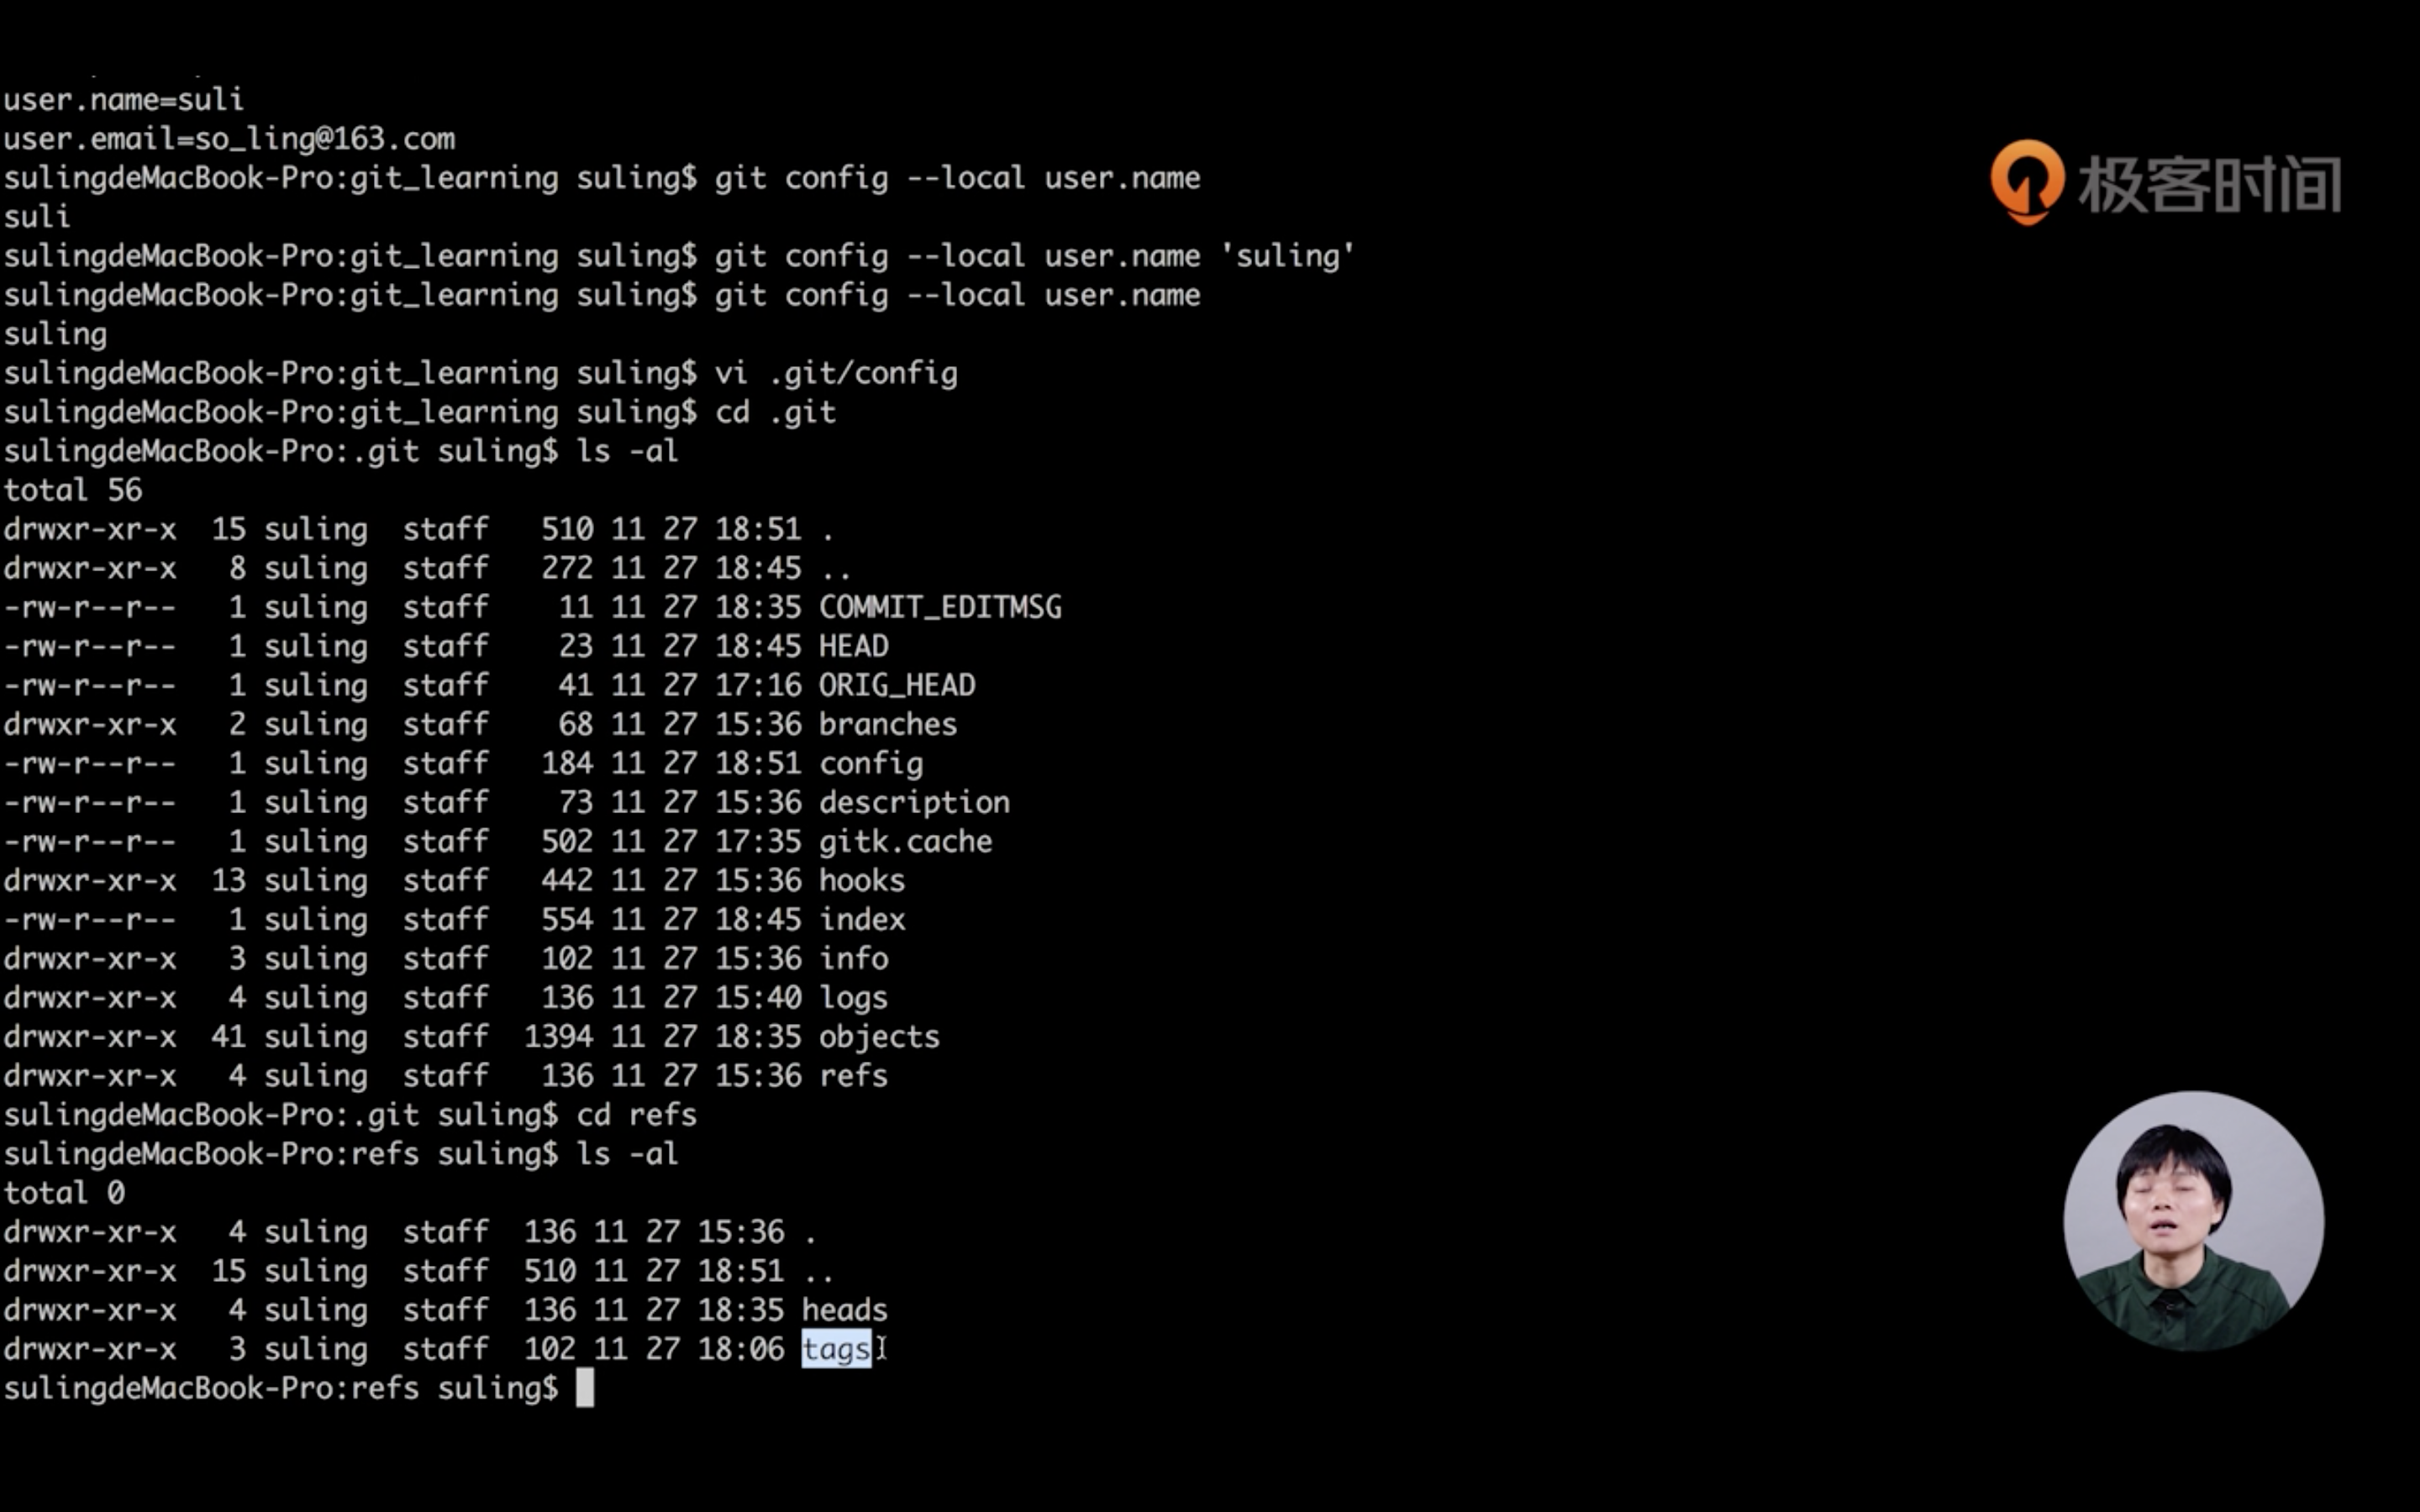 user.name=suli
user.email=so_ling@163.com
sulingdeMacBook-Pro:git_learning suling$ git config --local user.name
suli
sulingdeMacBook-Pro:git_learning suling$ git config --local user.name 'suling'
sulingdeMacBook-Pro:git_learning suling$ git config --local user.name
suling
sulingdeMacBook-Pro:git_learning suling$ vi .git/config
sulingdeMacBook-Pro:git_learning suling$ cd .git
sulingdeMacBook-Pro:.git suling$ ls -al
total 56
drwxr-xr-x  15 suling  staff   510 11 27 18:51 .
drwxr-xr-x   8 suling  staff   272 11 27 18:45 ..
-rw-r--r--   1 suling  staff    11 11 27 18:35 COMMIT_EDITMSG
-rw-r--r--   1 suling  staff    23 11 27 18:45 HEAD
-rw-r--r--   1 suling  staff    41 11 27 17:16 ORIG_HEAD
drwxr-xr-x   2 suling  staff    68 11 27 15:36 branches
-rw-r--r--   1 suling  staff   184 11 27 18:51 config
-rw-r--r--   1 suling  staff    73 11 27 15:36 description
-rw-r--r--   1 suling  staff   502 11 27 17:35 gitk.cache
drwxr-xr-x  13 suling  staff   442 11 27 15:36 hooks
-rw-r--r--   1 suling  staff   554 11 27 18:45 index
drwxr-xr-x   3 suling  staff   102 11 27 15:36 info
drwxr-xr-x   4 suling  staff   136 11 27 15:40 logs
drwxr-xr-x  41 suling  staff  1394 11 27 18:35 objects
drwxr-xr-x   4 suling  staff   136 11 27 15:36 refs
sulingdeMacBook-Pro:.git suling$ cd refs
sulingdeMacBook-Pro:refs suling$ ls -al
total 0
drwxr-xr-x   4 suling  staff  136 11 27 15:36 .
drwxr-xr-x  15 suling  staff  510 11 27 18:51 ..
drwxr-xr-x   4 suling  staff  136 11 27 18:35 heads
drwxr-xr-x   3 suling  staff  102 11 27 18:06 tags
sulingdeMacBook-Pro:refs suling$
极客时间